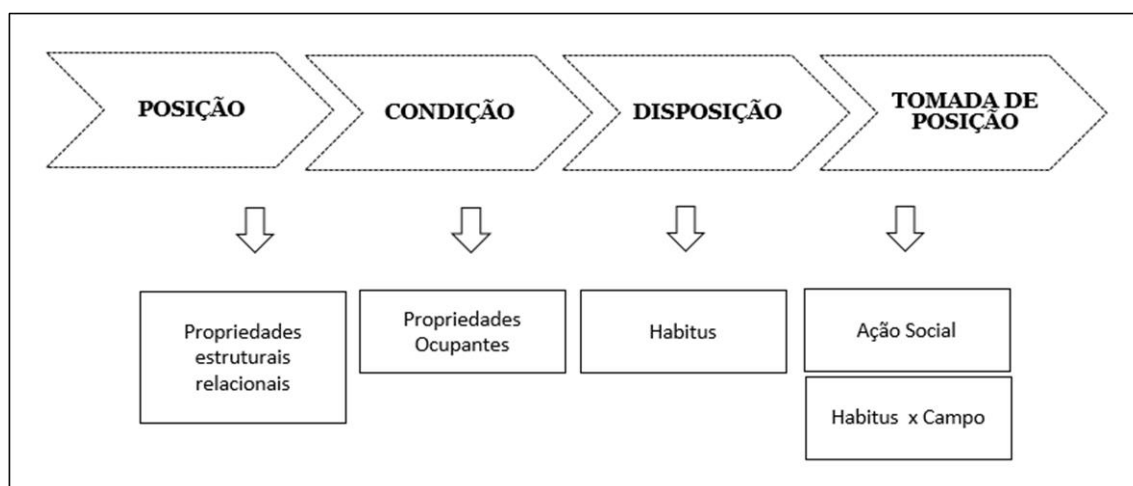 POSIÇÃO
CONDIÇÃO
DISPOSIÇÃO
TOMADA DE
POSIÇÃO
Propriedades
estruturais
relacionais
Propriedades
Ocupantes
Habitus
Ação Social
Habitus x Campo